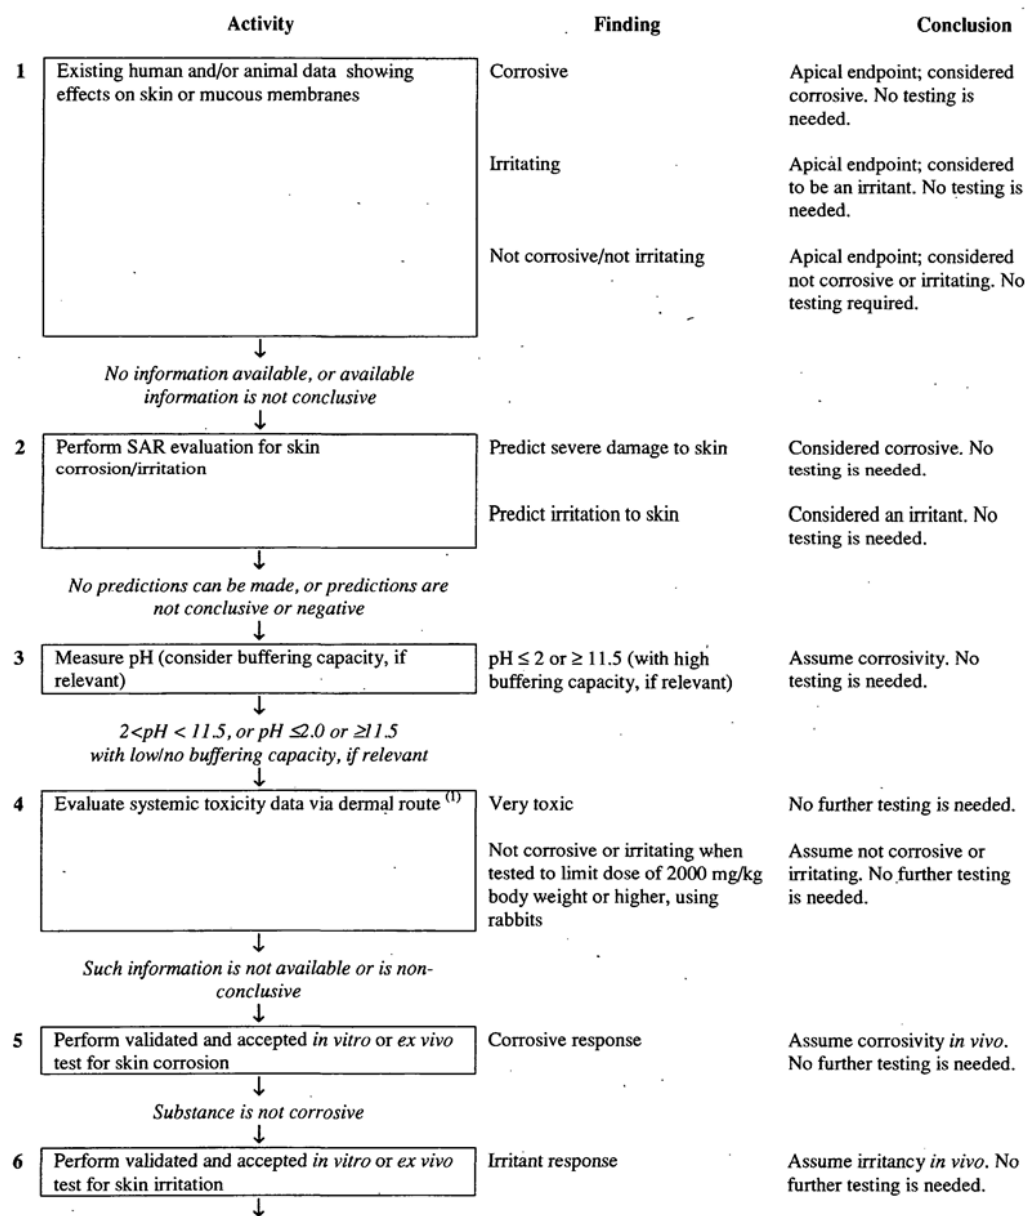 Activity Finding Conclusion
1 Existing human and/or animal data showing Corrosive Apical endpoint; considered
effects on skin or mucous membranes corrosive. No testing is
needed.
Irritating Apical endpoint; considered
to be an irritant. No testing is
needed.
Not corrosive/not irritating Apical endpoint; considered
not corrosive or irritating. No
testing required.
↓
No information available, or available
information is not conclusive
↓
2 Perform SAR evaluation for skin Predict severe damage to skin Considered corrosive. No
corrosion/irritation testing is needed.
Predict irritation to skin Considered an irritant. No
testing is needed.
↓
No predictions can be made, or predictions are
not conclusive or negative
↓
3 Measure pH (consider buffering capacity, if pH ≤ 2 or ≥ 11.5 (with high Assume corrosivity. No
relevant) buffering capacity, if relevant) testing is needed.
↓
2<pH < 11.5, or pH ≤2.0 or ≥11.5
with low/no buffering capacity, if relevant
↓
4 Evaluate systemic toxicity data via dermal route (1) Very toxic No further testing is needed.
Not corrosive or irritating when Assume not corrosive or
tested to limit dose of 2000 mg/kg irritating. No further testing
body weight or higher, using is needed.
rabbits
↓
Such information is not available or is non-
conclusive
↓
5 Perform validated and accepted in vitro or ex vivo Corrosive response Assume corrosivity in vivo.
test for skin corrosion No further testing is needed.
↓
Substance is not corrosive
↓
6 Perform validated and accepted in vitro or ex vivo Irritant response Assume irritancy in vivo. No
test for skin irritation further testing is needed.
↓